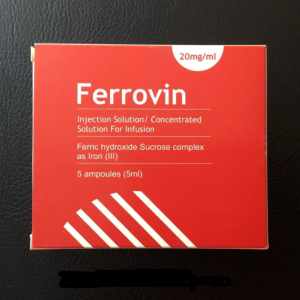 20mg/ml
Ferrovin
Injection Solution/ Concentrated
Solution For Infusion
Ferric hydroxide Sucrose complex
as Iron (III)
5 ampoules (5ml)